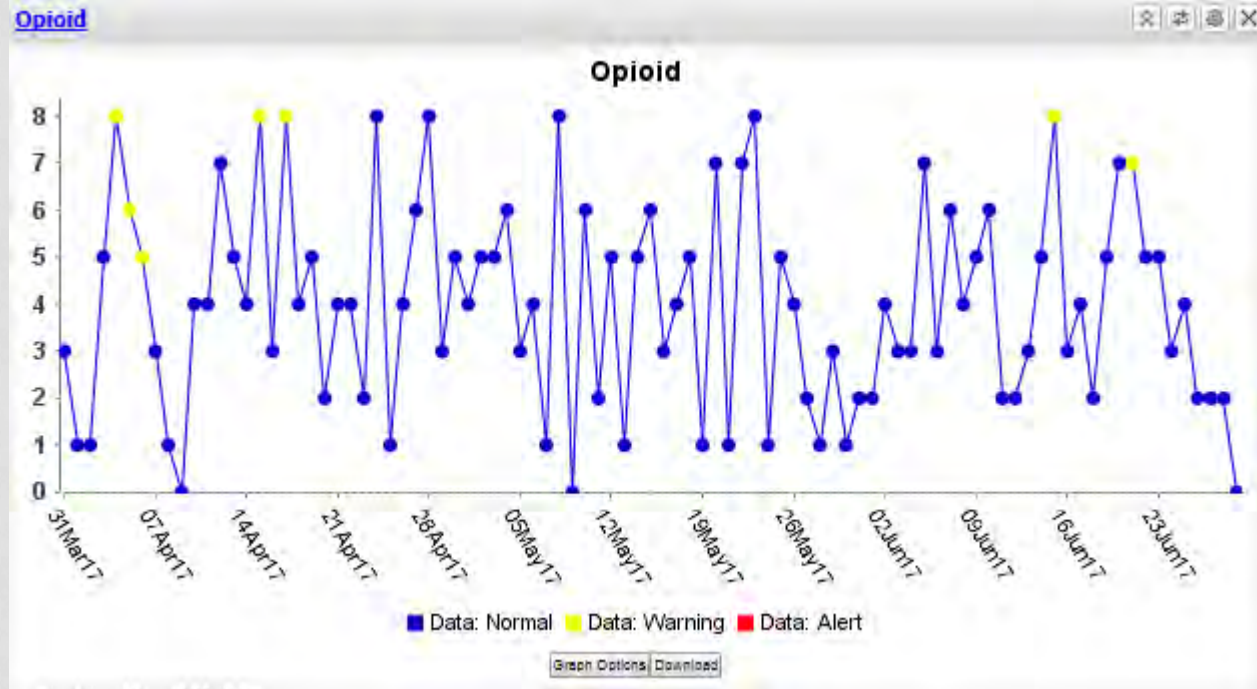 Opioid
Opioid
8
7
6
5
4
3
2
1
0
31Mar17 07Apr17 14Apr17 21Apr17 26Apr17 05May17 12May17 19May17 26May17 02Jun17 09Jun17 16Jun17 23Jun17
Data: Normal Data: Warning Data: Alert
Graph Options Download